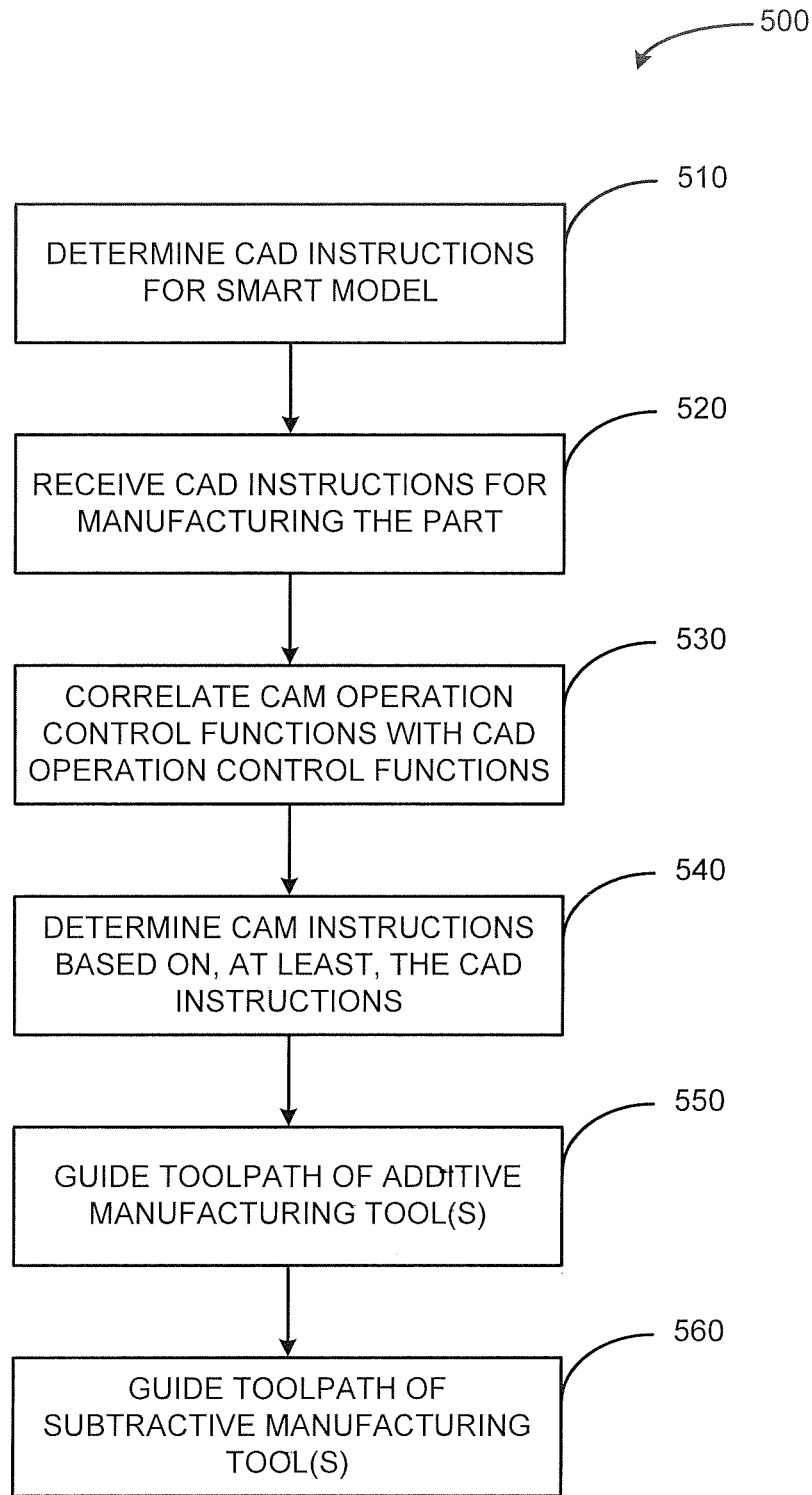 500
510
DETERMINE CAD INSTRUCTIONS
FOR SMART MODEL
520
RECEIVE CAD INSTRUCTIONS FOR
MANUFACTURING THE PART
530
CORRELATE CAM OPERATION
CONTROL FUNCTIONS WITH CAD
OPERATION CONTROL FUNCTIONS
540
DETERMINE CAM INSTRUCTIONS
BASED ON, AT LEAST, THE CAD
INSTRUCTIONS
550
GUIDE TOOLPATH OF ADDITIVE
MANUFACTURING TOOL(S)
560
GUIDE TOOLPATH OF
SUBTRACTIVE MANUFACTURING
TOOL(S)